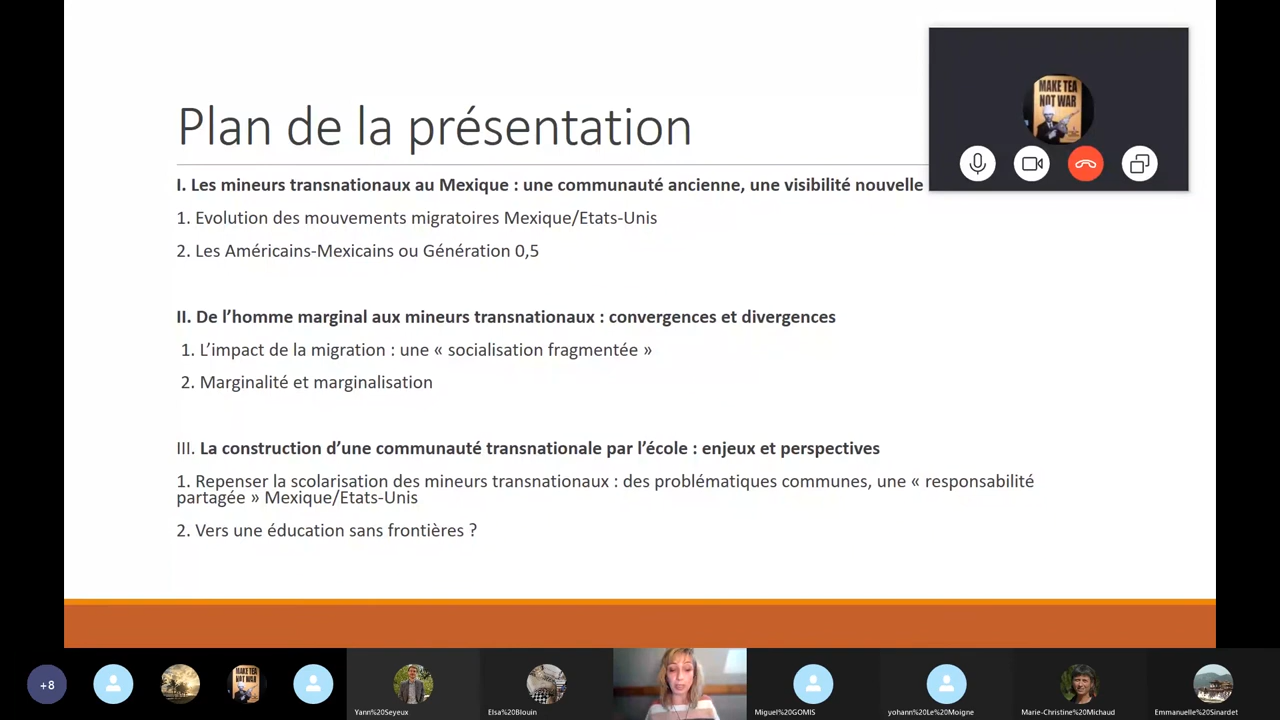 Plan de la présentation
MAKE TEA
NOT WAR
I. Les mineurs transnationaux au Mexique : une communauté ancienne, une visibilité nouvelle
1. Evolution des mouvements migratoires Mexique/Etats-Unis
2. Les Américains-Mexicains ou Génération 0,5
II. De l’homme marginal aux mineurs transnationaux : convergences et divergences
1. L’impact de la migration : une « socialisation fragmentée »
2. Marginalité et marginalisation
III. La construction d’une communauté transnationale par l’école : enjeux et perspectives
1. Repenser la scolarisation des mineurs transnationaux : des problématiques communes, une « responsabilité
partagée » Mexique/Etats-Unis
2. Vers une éducation sans frontières ?
+8
MAKE TEA
NOT WAR
Yann%20Seyeux
Elsa%20Blouin
Miguel%20GOMIS
yohann%20Le%20Moigne
Marie-Christine%20Michaud
Emmanuelle%20Sinardet